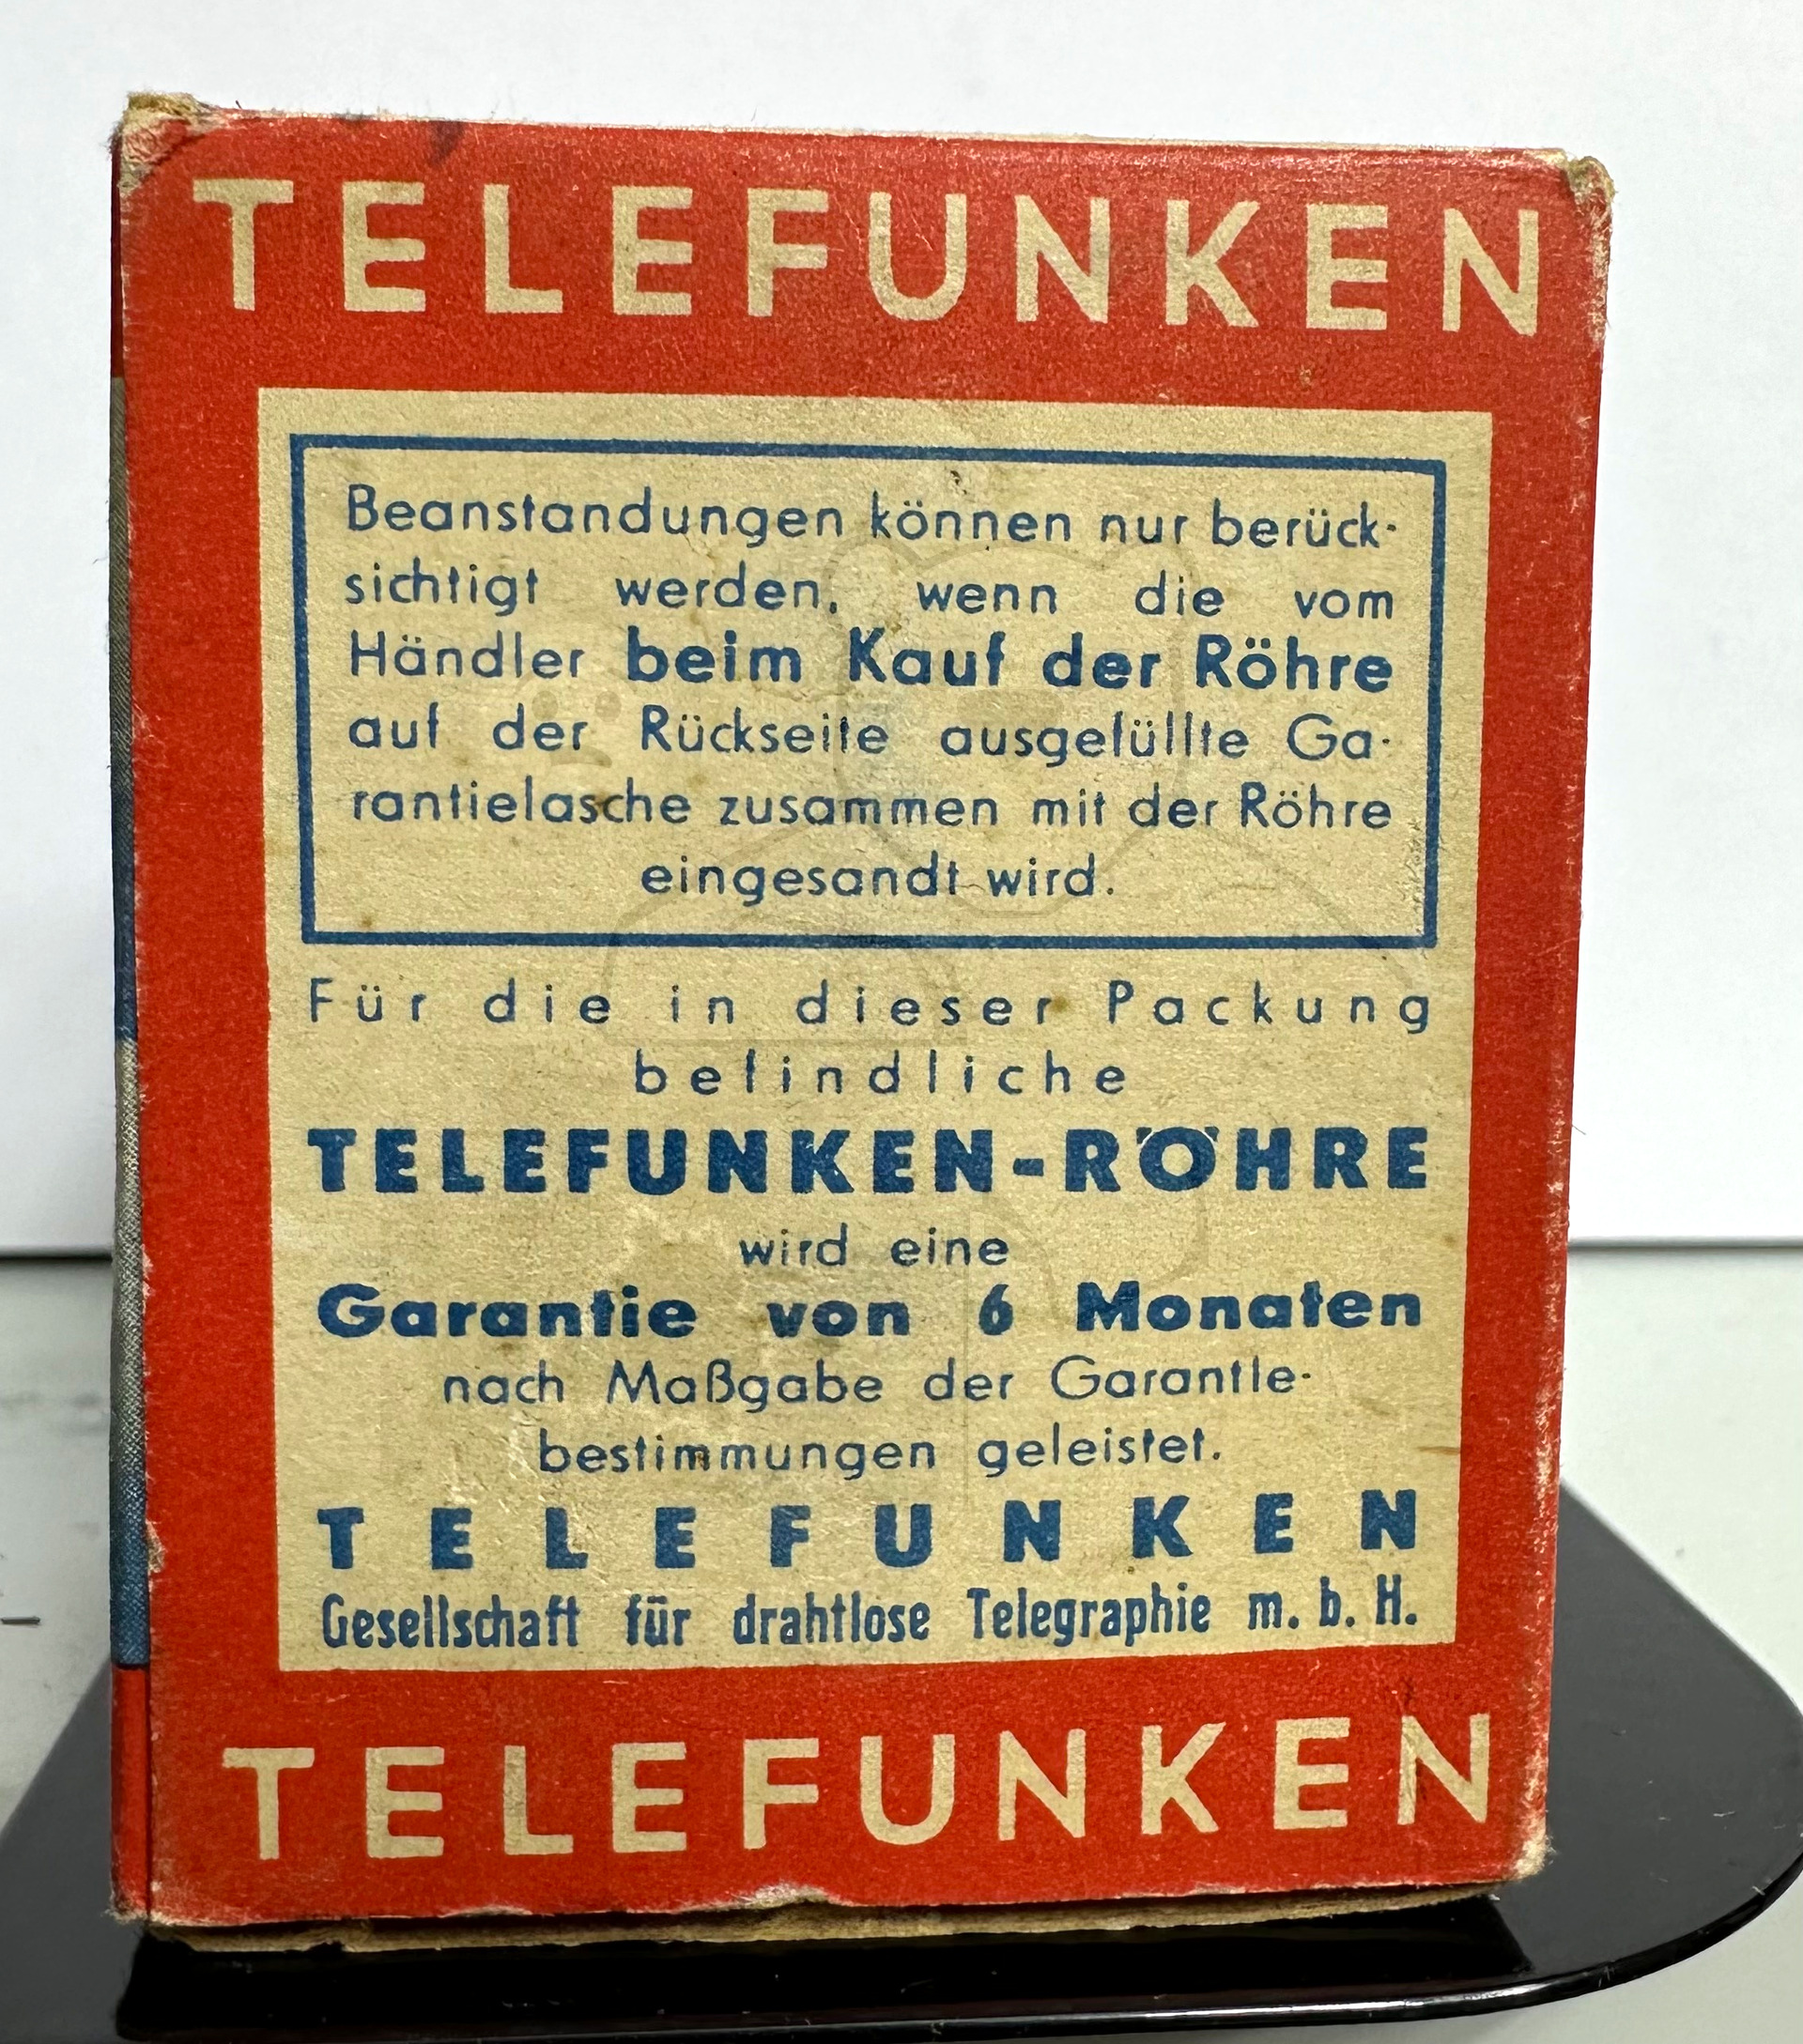 TELEFUNKEN
Beanstandungen können nur berück-
sichtigt werden, wenn die vom
Händler beim Kauf der Röhre
auf der Rückseite ausgefüllte Ga-
rantielasche zusammen mit der Röhre
eingesandt wird.
Für die in dieser Packung
befindliche
TELEFUNKEN-RÖHRE
wird eine
Garantie von 6 Monaten
nach Maßgabe der Garantie-
bestimmungen geleistet.
TELEFUNKEN
Gesellschaft für drahtlose Telegraphie m. b. H.
TELEFUNKEN